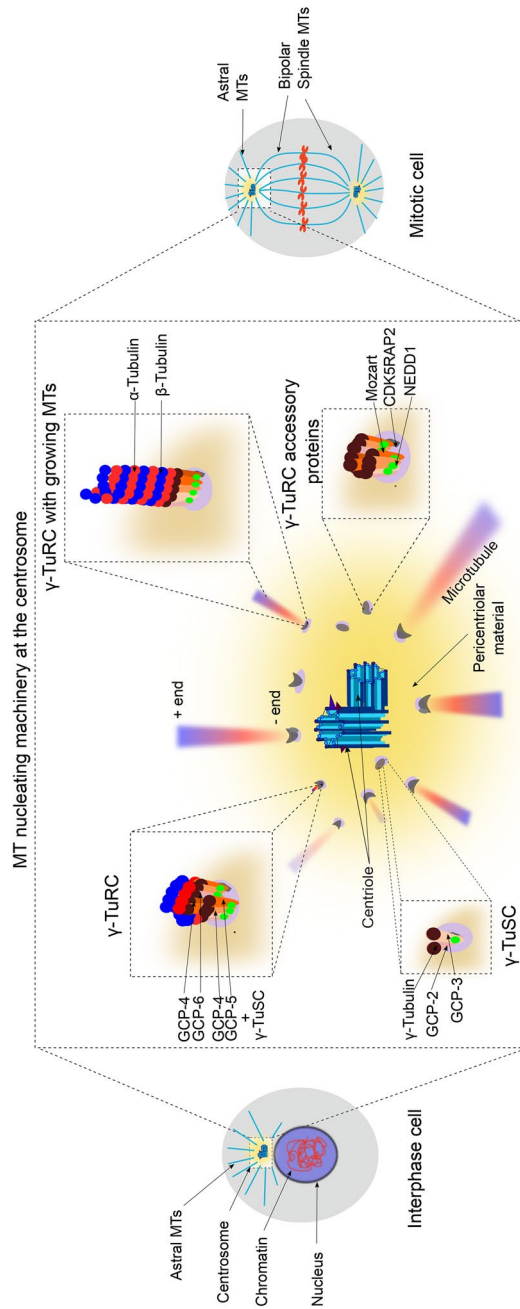 MT nucleating machinery at the centrosome
Astral MTs
Centrosome
Chromatin
Nucleus
Interphase cell
γ-TuRC
GCP-4
GCP-6
GCP-4
GCP-5
+
γ-TuSC
γ-Tubulin
GCP-2
GCP-3
γ-TuSC
+ end
- end
Centriole
Pericentriolar
material
Microtubule
γ-TuRC with growing MTs
α-Tubulin
β-Tubulin
γ-TuRC accessory
proteins
Mozart
CDK5RAP2
NEDD1
Astral
MTs
Bipolar
Spindle MTs
Mitotic cell